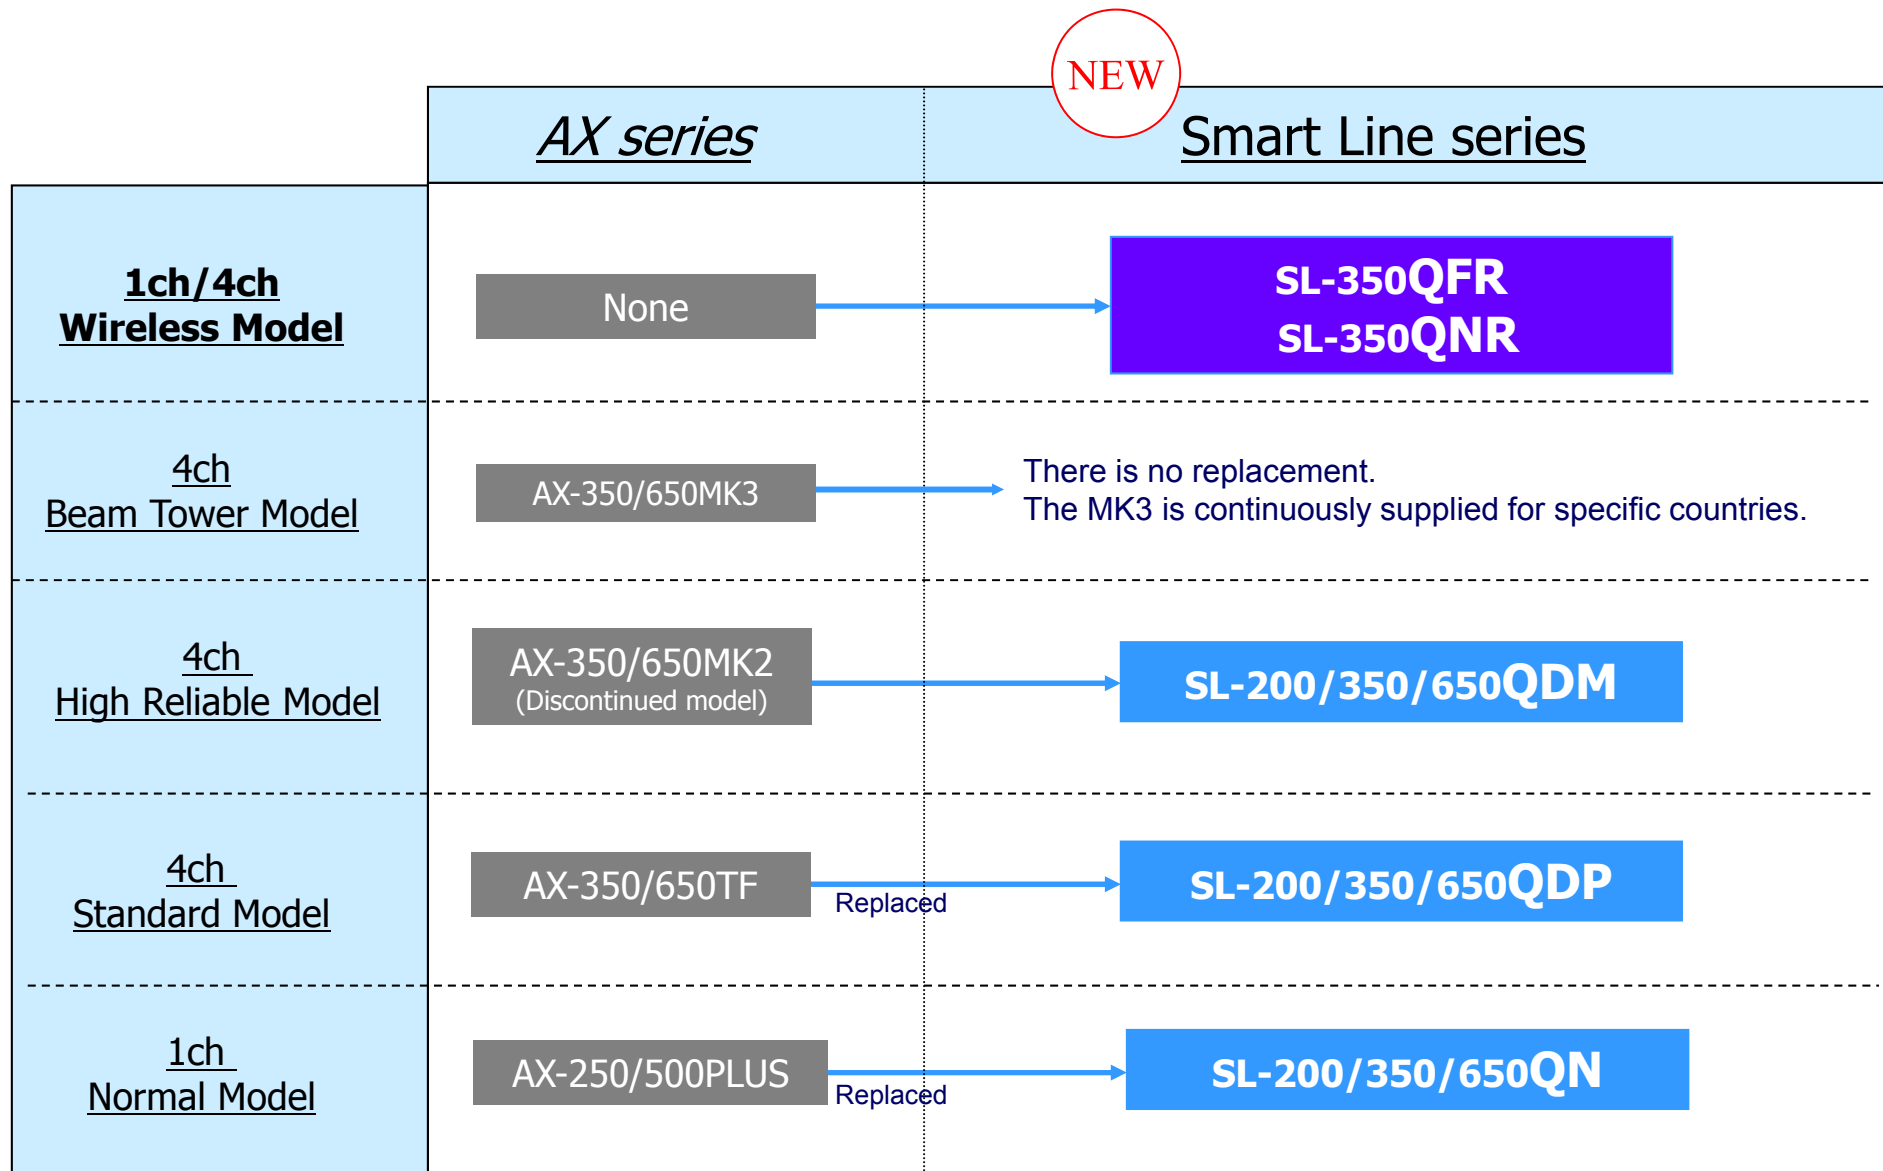 NEW
AX series
Smart Line series
1ch/4ch
Wireless Model
None
SL-350QFR
SL-350QNR
4ch
Beam Tower Model
AX-350/650MK3
There is no replacement.
The MK3 is continuously supplied for specific countries.
4ch
High Reliable Model
AX-350/650MK2
(Discontinued model)
SL-200/350/650QDM
4ch
Standard Model
AX-350/650TF
Replaced
SL-200/350/650QDP
1ch
Normal Model
AX-250/500PLUS
Replaced
SL-200/350/650QN